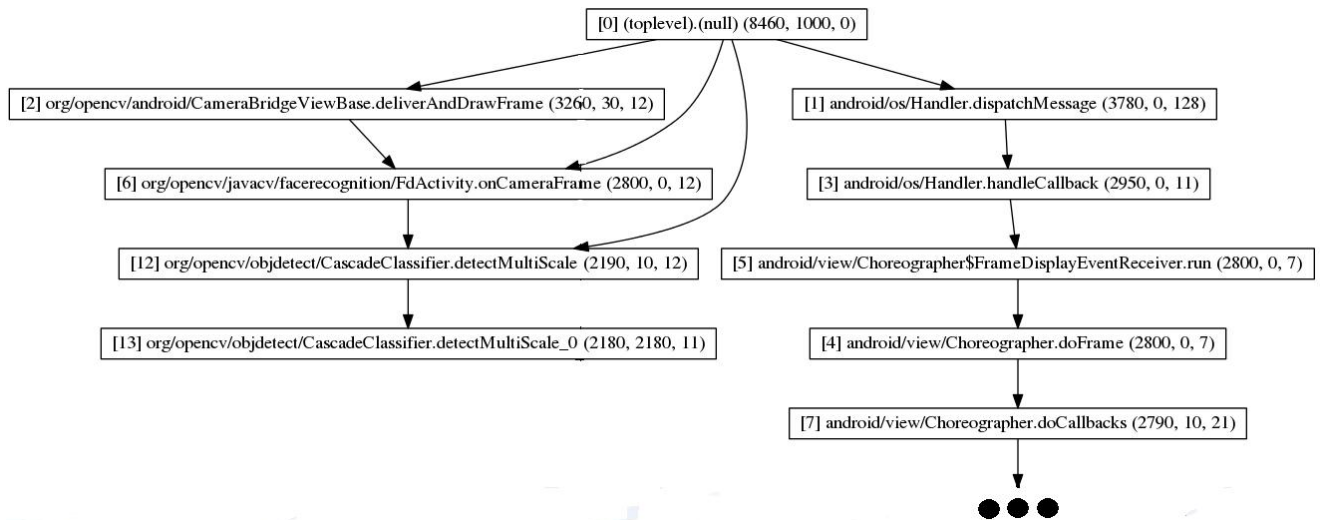 [0] (toplevel).(null) (8460, 1000, 0)
[2] org/opencv/android/CameraBridgeViewBase.deliverAndDrawFrame (3260, 30, 12)
[1] android/os/Handler.dispatchMessage (3780, 0, 128)
[6] org/opencv/javacv/facerecognition/FdActivity.onCameraFrame (2800, 0, 12)
[3] android/os/Handler.handleCallback (2950, 0, 11)
[12] org/opencv/objdetect/CascadeClassifier.detectMultiScale (2190, 10, 12)
[5] android/view/Choreographer$FrameDisplayEventReceiver.run (2800, 0, 7)
[13] org/opencv/objdetect/CascadeClassifier.detectMultiScale_0 (2180, 2180, 11)
[4] android/view/Choreographer.doFrame (2800, 0, 7)
[7] android/view/Choreographer.doCallbacks (2790, 10, 21)